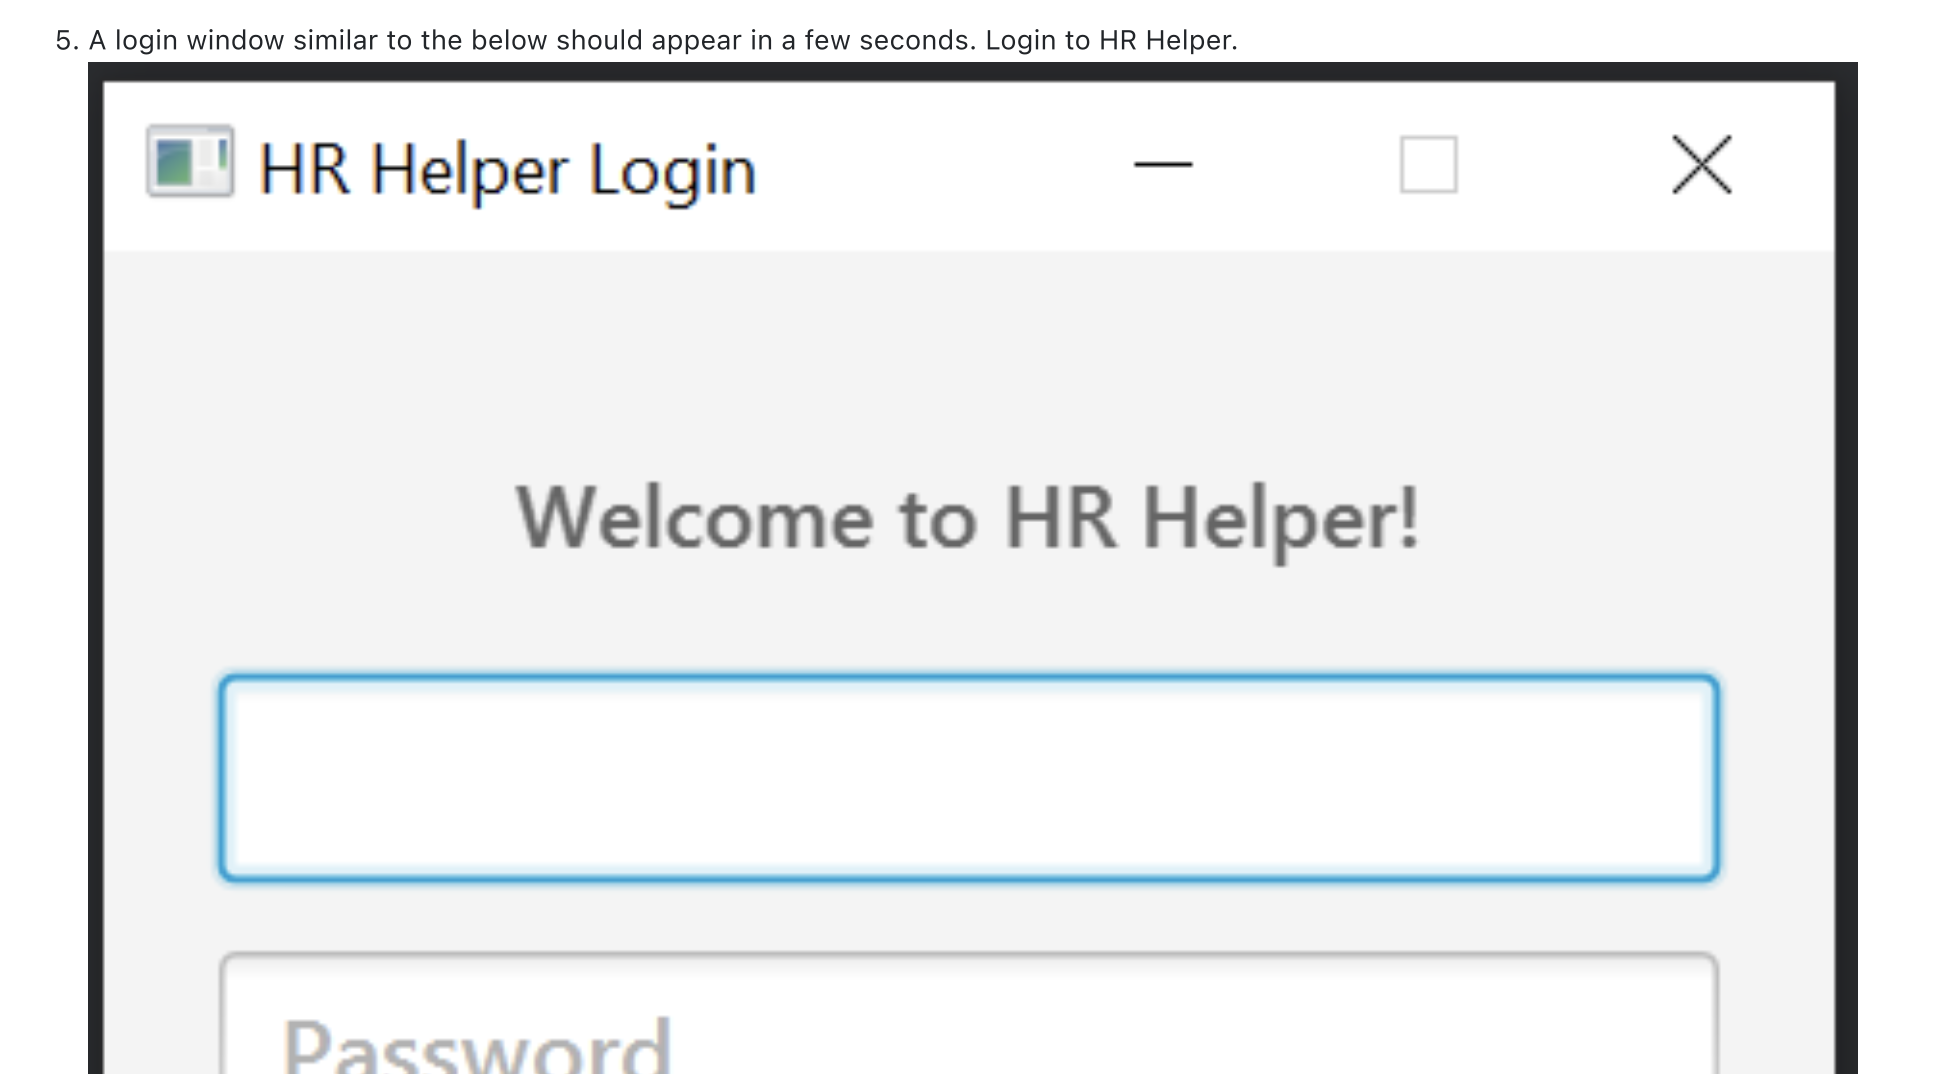 5. A login window similar to the below should appear in a few seconds. Login to HR Helper.
HR Helper Login
Welcome to HR Helper!
Password